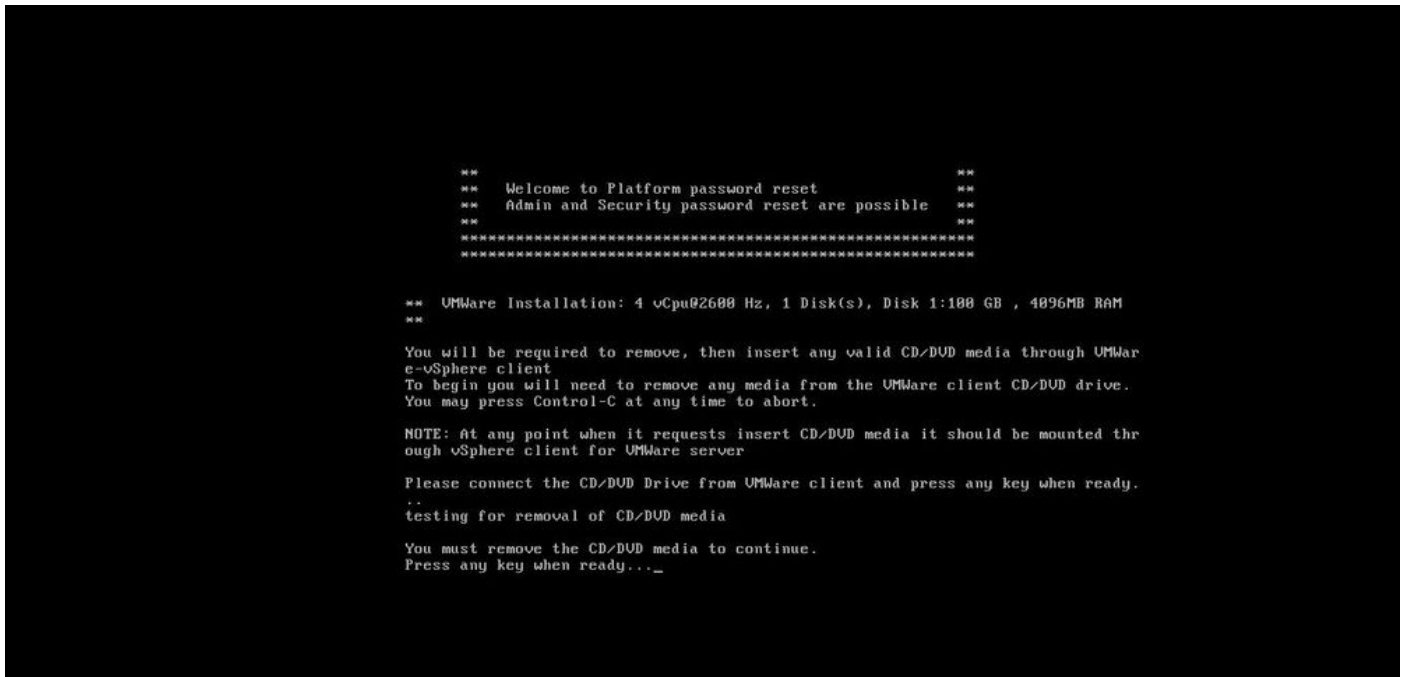 **                                                    **
**   Welcome to Platform password reset               **
**   Admin and Security password reset are possible   **
**                                                    **
********************************************************
********************************************************
**  VMWare Installation: 4 vCpu@2600 Hz, 1 Disk(s), Disk 1:100 GB , 4096MB RAM
**
You will be required to remove, then insert any valid CD/DVD media through VMWar
e-vSphere client
To begin you will need to remove any media from the VMWare client CD/DVD drive.
You may press Control-C at any time to abort.
NOTE: At any point when it requests insert CD/DVD media it should be mounted thr
ough vSphere client for VMWare server
Please connect the CD/DVD Drive from VMWare client and press any key when ready.
..
testing for removal of CD/DVD media
You must remove the CD/DVD media to continue.
Press any key when ready..._